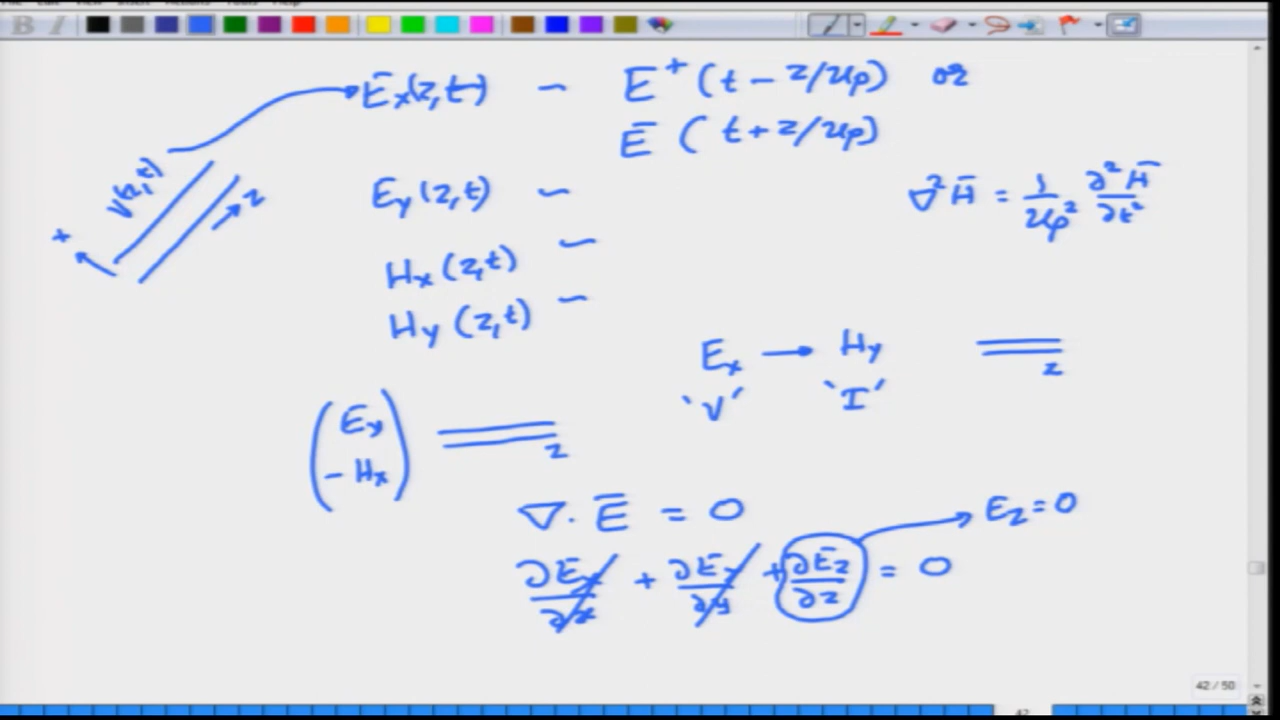 Ex(z,t) ~ E⁺(t - z/up) or
E⁻(t + z/up)
V(z,t)
z
x
Ey(z,t) ~
∇²H̄ = 1/up² ∂²H̄/∂t²
Hx(z,t) ~
Hy(z,t) ~
Ex → Hy
z
'V' 'I'
(Ey
- Hx)
z
∇·Ē = 0
Ez = 0
∂Ex/∂x + ∂Ey/∂y + ∂Ez/∂z = 0
42 / 50
42